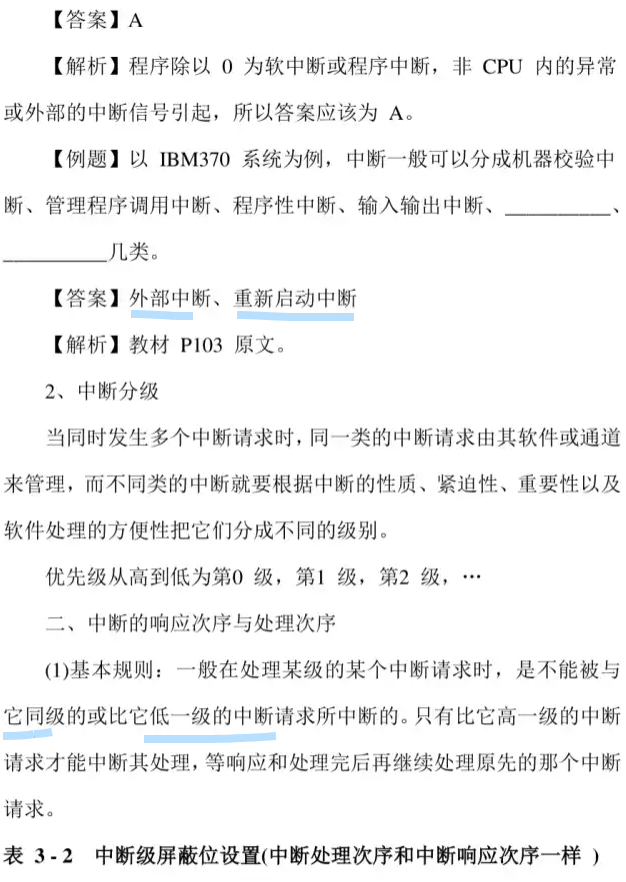 【答案】A
【解析】程序除以 0 为软中断或程序中断，非 CPU 内的异常
或外部的中断信号引起，所以答案应该为 A。
【例题】以 IBM370 系统为例，中断一般可以分成机器校验中
断、管理程序调用中断、程序性中断、输入输出中断、__________、
__________几类。
【答案】外部中断、重新启动中断
【解析】教材 P103 原文。
2、中断分级
当同时发生多个中断请求时，同一类的中断请求由其软件或通道
来管理，而不同类的中断就要根据中断的性质、紧迫性、重要性以及
软件处理的方便性把它们分成不同的级别。
优先级从高到低为第0 级，第1 级，第2 级，…
二、中断的响应次序与处理次序
(1)基本规则：一般在处理某级的某个中断请求时，是不能被与
它同级的或比它低一级的中断请求所中断的。只有比它高一级的中断
请求才能中断其处理，等响应和处理完后再继续处理原先的那个中断
请求。
表 3 - 2 中断级屏蔽位设置(中断处理次序和中断响应次序一样 )